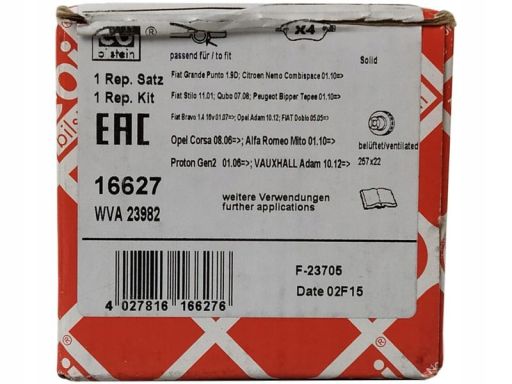 bilstein
x4
passend für / to fit
Solid
1 Rep. Satz
1 Rep. Kit
Fiat Grande Punto 1.9D; Citroen Nemo Combispace 01.10=>
Fiat Stilo 11.01; Qubo 07.08; Peugeot Bipper Tepee 01.10=>
Fiat Bravo 1.4 16v 01.07=>; Opel Adam 10.12; FIAT Doblo 05.05=>
Opel Corsa 08.06=>; Alfa Romeo Mito 01.10=>
Proton Gen2 01.06=>; VAUXHALL Adam 10.12=>
EAC
belüftet/ventilated
257x22
16627
WVA 23982
weitere Verwendungen
further applications
4 027816 166276
F-23705
Date 02F15